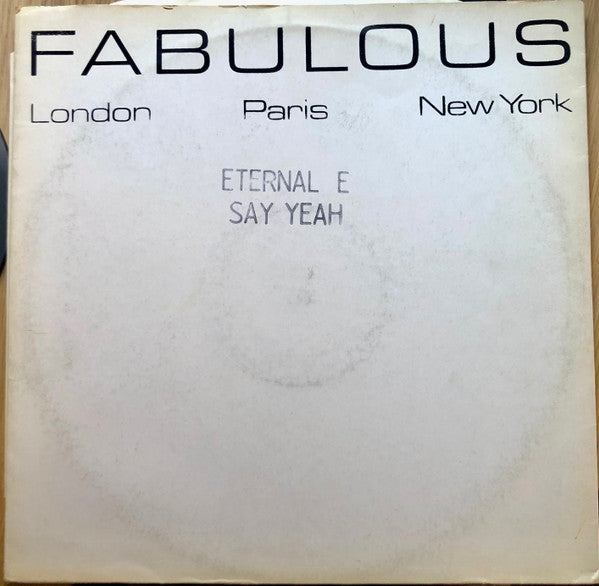 FABULOUS
London Paris New York
ETERNAL E
SAY YEAH